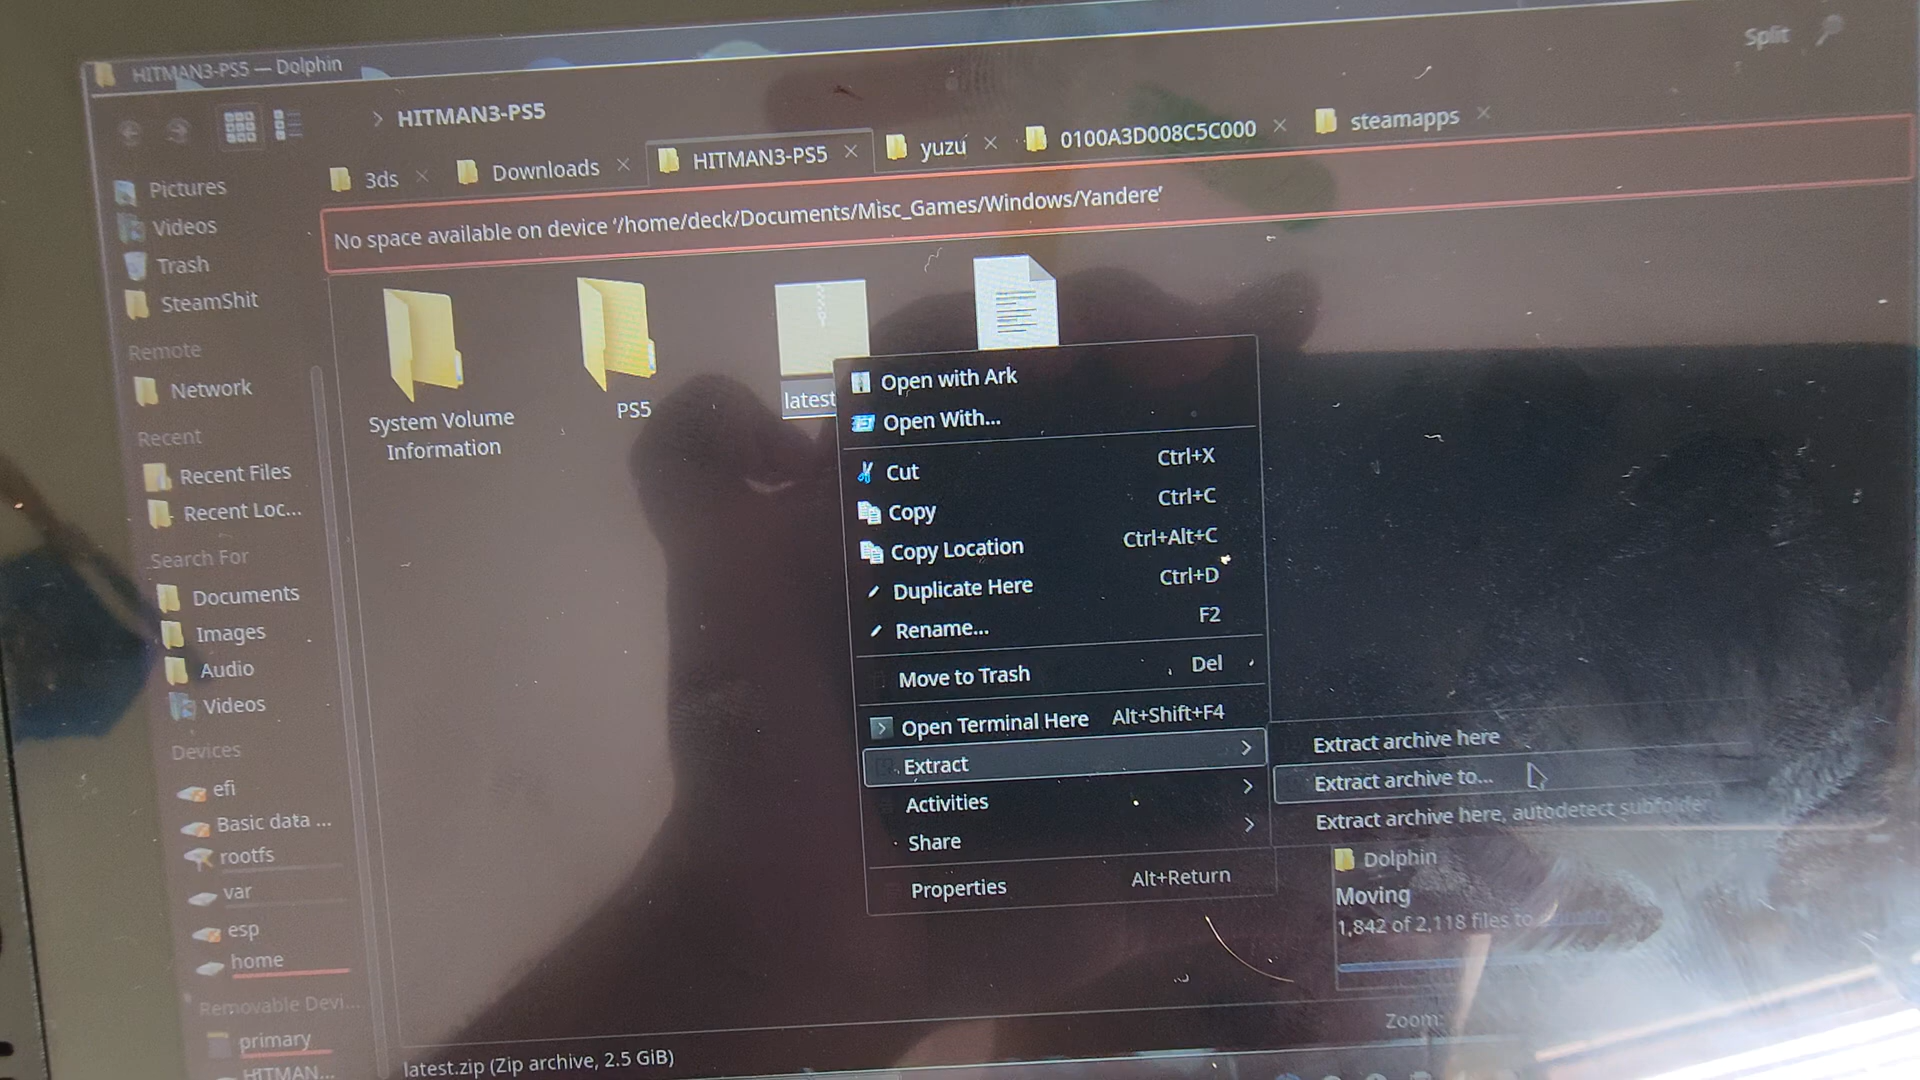 HITMAN3-PS5 — Dolphin
Split
HITMAN3-PS5
3ds
Downloads
HITMAN3-PS5
yuzu
0100A3D008C5C000
steamapps
No space available on device '/home/deck/Documents/Misc_Games/Windows/Yandere'
Pictures
Videos
Trash
SteamShit
Remote
Network
Recent
Recent Files
Recent Loc...
Search For
Documents
Images
Audio
Videos
Devices
efi
Basic data ...
rootfs
var
esp
home
Removable Devi...
primary
HITMAN...
System Volume
Information
PS5
latest
Open with Ark
Open With...
Cut Ctrl+X
Copy Ctrl+C
Copy Location Ctrl+Alt+C
Duplicate Here Ctrl+D
Rename... F2
Move to Trash Del
Open Terminal Here Alt+Shift+F4
Extract
Activities
Share
Properties Alt+Return
Extract archive here
Extract archive to...
Extract archive here, autodetect subfolder
Dolphin
Moving
1,842 of 2,118 files to
Zoom:
latest.zip (Zip archive, 2.5 GiB)